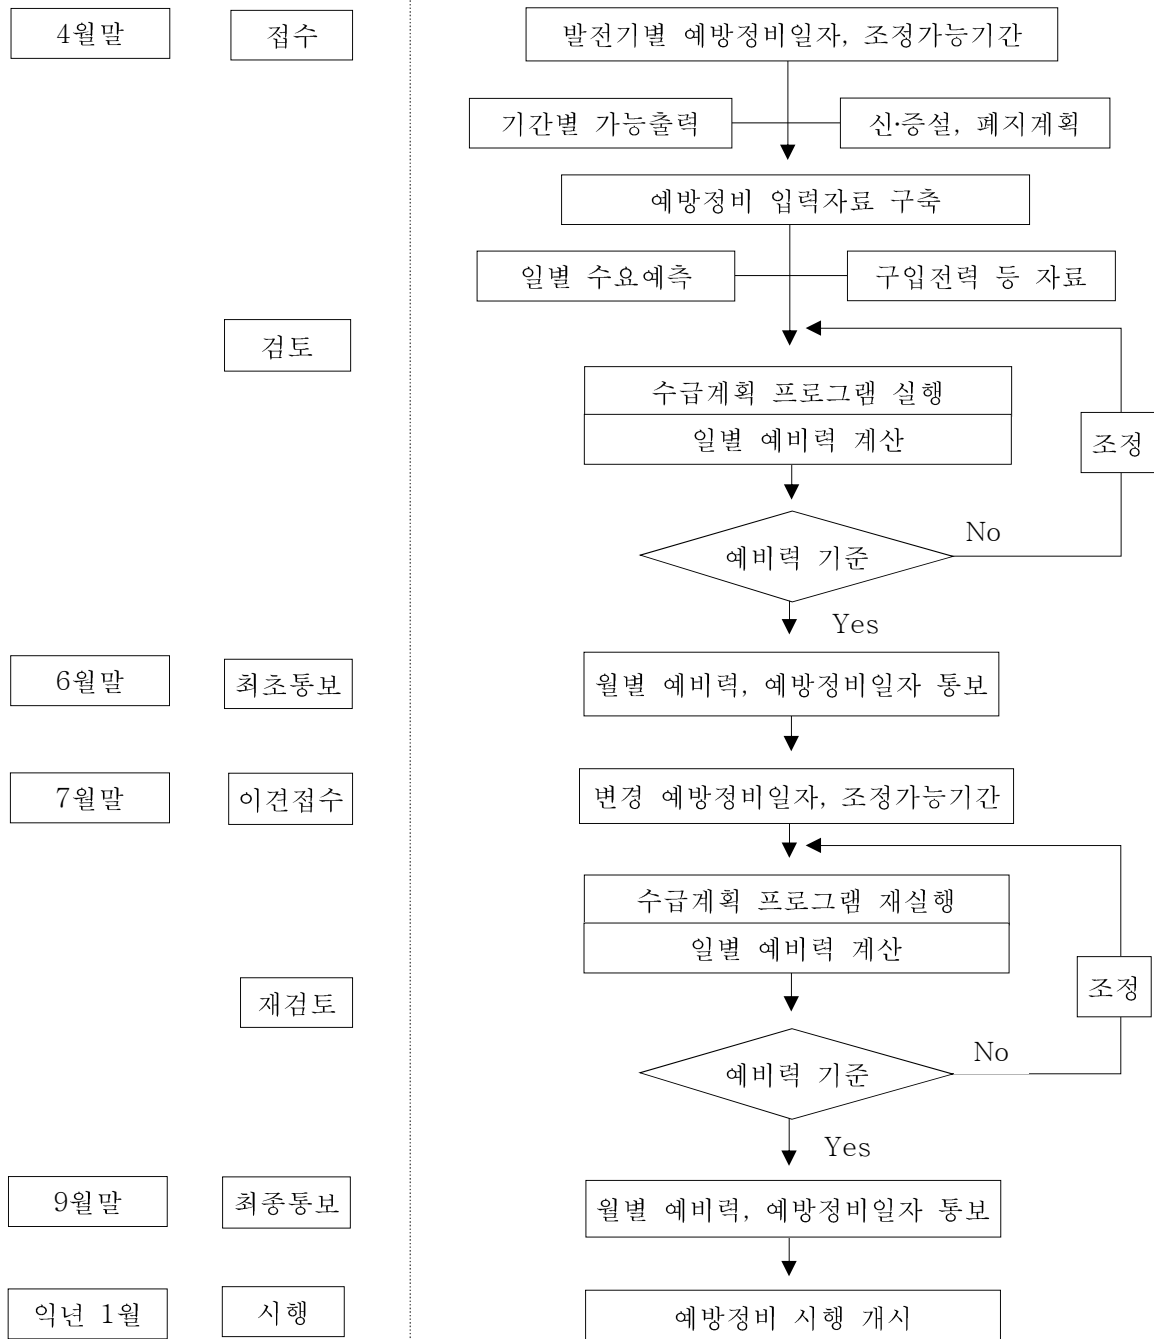 4월말
접수
발전기별 예방정비일자, 조정가능기간
기간별 가능출력
신·증설, 폐지계획
예방정비 입력자료 구축
일별 수요예측
구입전력 등 자료
검토
수급계획 프로그램 실행
일별 예비력 계산
조정
예비력 기준
No
Yes
6월말
최초통보
월별 예비력, 예방정비일자 통보
7월말
이견접수
변경 예방정비일자, 조정가능기간
수급계획 프로그램 재실행
일별 예비력 계산
재검토
조정
예비력 기준
No
Yes
9월말
최종통보
월별 예비력, 예방정비일자 통보
익년 1월
시행
예방정비 시행 개시